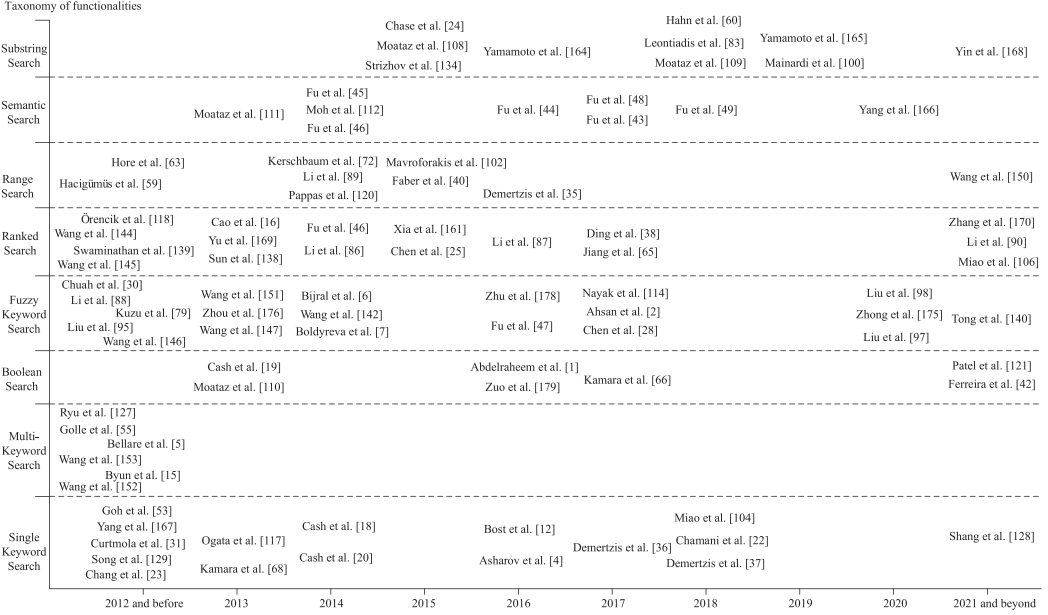 Taxonomy of functionalities
Substring
Search
Chase et al. [24]
Moataz et al. [108]
Strizhov et al. [134]
Yamamoto et al. [164]
Hahn et al. [60]
Leontiadis et al. [83]
Moataz et al. [109]
Yamamoto et al. [165]
Mainardi et al. [100]
Yin et al. [168]
Semantic
Search
Moataz et al. [111]
Fu et al. [45]
Moh et al. [112]
Fu et al. [46]
Fu et al. [44]
Fu et al. [48]
Fu et al. [43]
Fu et al. [49]
Yang et al. [166]
Range
Search
Hore et al. [63]
Hacigümüs et al. [59]
Kerschbaum et al. [72]
Li et al. [89]
Pappas et al. [120]
Mavroforakis et al. [102]
Faber et al. [40]
Demertzis et al. [35]
Wang et al. [150]
Ranked
Search
Örencik et al. [118]
Wang et al. [144]
Swaminathan et al. [139]
Wang et al. [145]
Cao et al. [16]
Yu et al. [169]
Sun et al. [138]
Fu et al. [46]
Li et al. [86]
Xia et al. [161]
Chen et al. [25]
Li et al. [87]
Ding et al. [38]
Jiang et al. [65]
Zhang et al. [170]
Li et al. [90]
Miao et al. [106]
Fuzzy
Keyword
Search
Chuah et al. [30]
Li et al. [88]
Kuzu et al. [79]
Liu et al. [95]
Wang et al. [146]
Wang et al. [151]
Zhou et al. [176]
Wang et al. [147]
Bijral et al. [6]
Wang et al. [142]
Boldyreva et al. [7]
Zhu et al. [178]
Fu et al. [47]
Nayak et al. [114]
Ahsan et al. [2]
Chen et al. [28]
Liu et al. [98]
Zhong et al. [175]
Liu et al. [97]
Tong et al. [140]
Boolean
Search
Cash et al. [19]
Moataz et al. [110]
Abdelraheem et al. [1]
Zuo et al. [179]
Kamara et al. [66]
Patel et al. [121]
Ferreira et al. [42]
Multi-
Keyword
Search
Ryu et al. [127]
Golle et al. [55]
Bellare et al. [5]
Wang et al. [153]
Byun et al. [15]
Wang et al. [152]
Single
Keyword
Search
Goh et al. [53]
Yang et al. [167]
Curtmola et al. [31]
Song et al. [129]
Chang et al. [23]
Ogata et al. [117]
Kamara et al. [68]
Cash et al. [18]
Cash et al. [20]
Bost et al. [12]
Asharov et al. [4]
Demertzis et al. [36]
Miao et al. [104]
Chamani et al. [22]
Demertzis et al. [37]
Shang et al. [128]
2012 and before
2013
2014
2015
2016
2017
2018
2019
2020
2021 and beyond